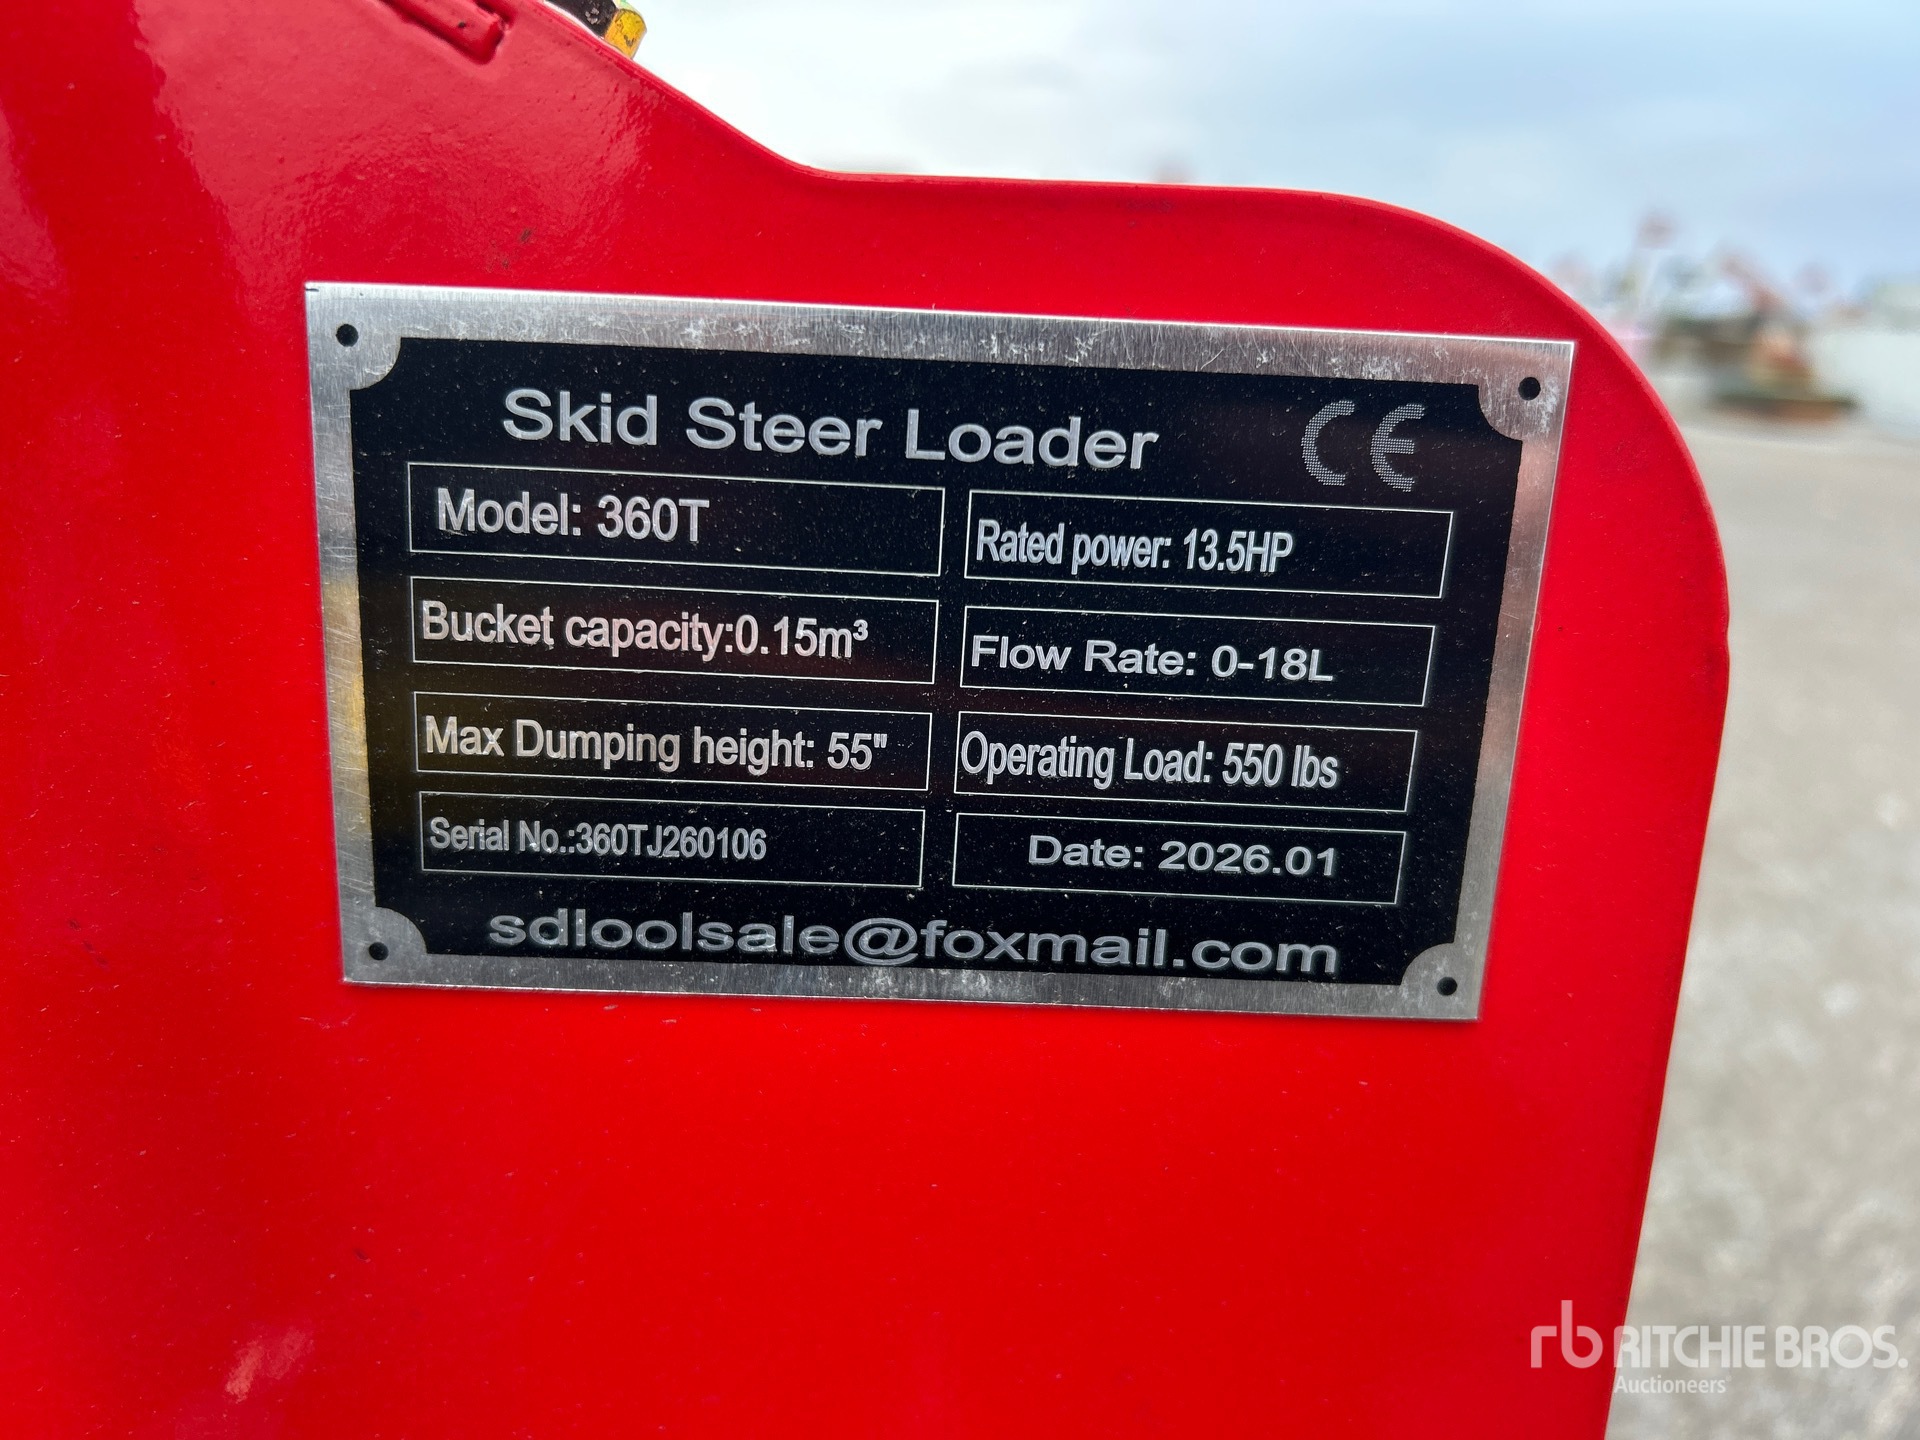 Skid Steer Loader CE
Model: 360T
Rated power: 13.5HP
Bucket capacity:0.15m³
Flow Rate: 0-18L
Max Dumping height: 55"
Operating Load: 550 lbs
Serial No.:360TJ260106
Date: 2026.01
sdloolsale@foxmail.com
rb RITCHIE BROS.
Auctioneers